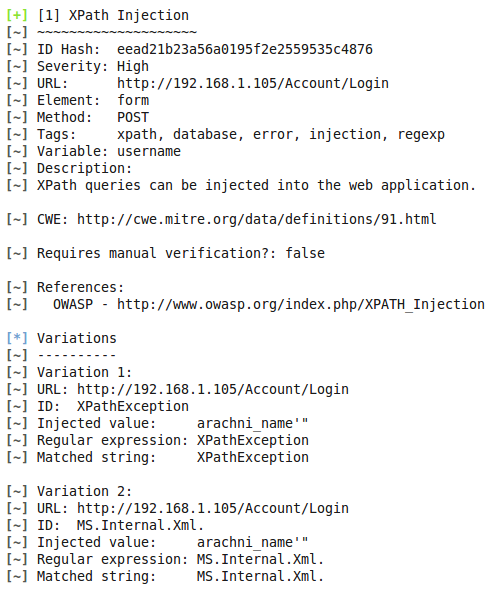 [+] [1] XPath Injection
[~] ~~~~~~~~~~~~~~~~~~~~
[~] ID Hash:  eead21b23a56a0195f2e2559535c4876
[~] Severity: High
[~] URL:      http://192.168.1.105/Account/Login
[~] Element:  form
[~] Method:   POST
[~] Tags:     xpath, database, error, injection, regexp
[~] Variable: username
[~] Description:
[~] XPath queries can be injected into the web application.
[~] CWE: http://cwe.mitre.org/data/definitions/91.html
[~] Requires manual verification?: false
[~] References:
[~]   OWASP - http://www.owasp.org/index.php/XPATH_Injection
[*] Variations
[~] ----------
[~] Variation 1:
[~] URL: http://192.168.1.105/Account/Login
[~] ID:  XPathException
[~] Injected value:     arachni_name'"
[~] Regular expression: XPathException
[~] Matched string:     XPathException
[~] Variation 2:
[~] URL: http://192.168.1.105/Account/Login
[~] ID:  MS.Internal.Xml.
[~] Injected value:     arachni_name'"
[~] Regular expression: MS.Internal.Xml.
[~] Matched string:     MS.Internal.Xml.